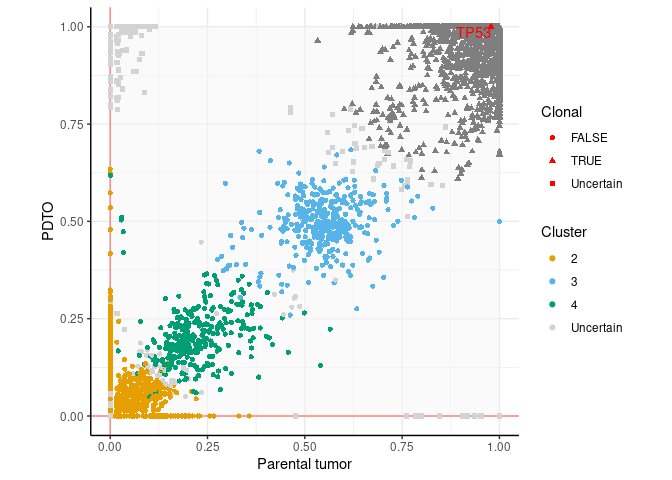 1.00
0.75
0.50
0.25
0.00
PDTO
TP53
0.00
0.25
0.50
0.75
1.00
Parental tumor
Clonal
FALSE
TRUE
Uncertain
Cluster
2
3
4
Uncertain